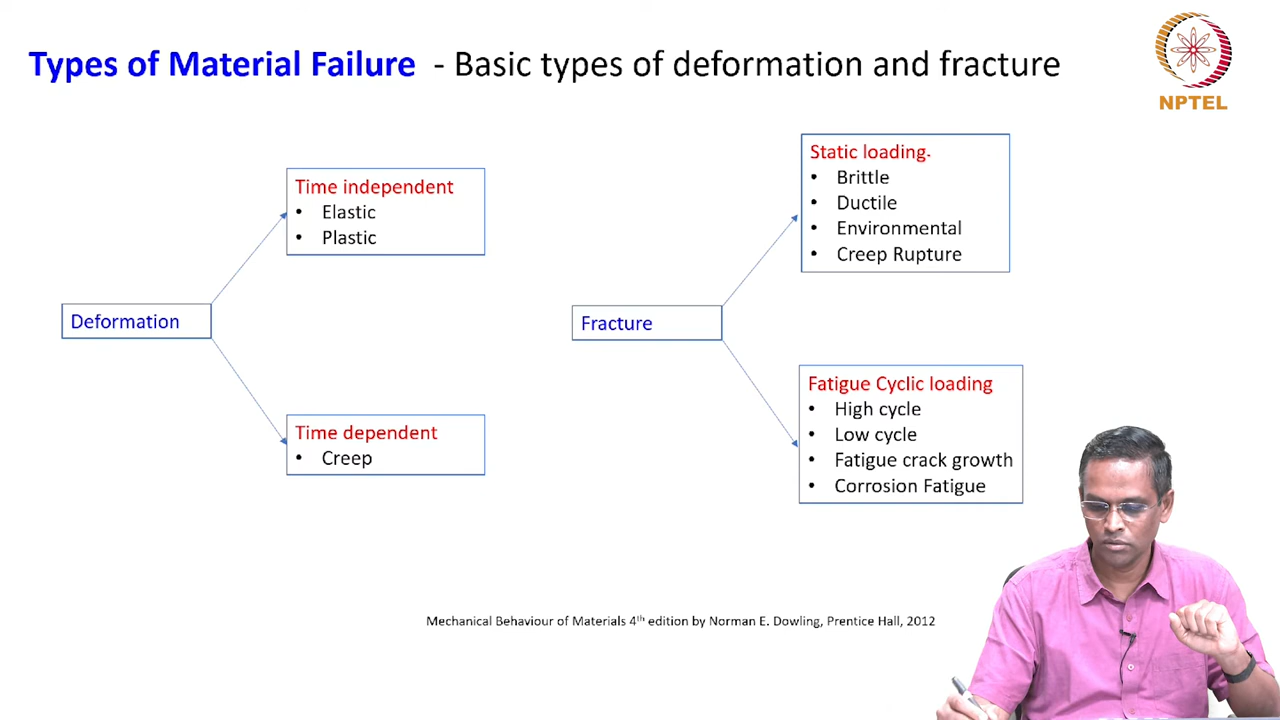 Types of Material Failure - Basic types of deformation and fracture
NPTEL
Time independent
• Elastic
• Plastic
Deformation
Time dependent
• Creep
Static loading.
• Brittle
• Ductile
• Environmental
• Creep Rupture
Fracture
Fatigue Cyclic loading
• High cycle
• Low cycle
• Fatigue crack growth
• Corrosion Fatigue
Mechanical Behaviour of Materials 4th edition by Norman E. Dowling, Prentice Hall, 2012